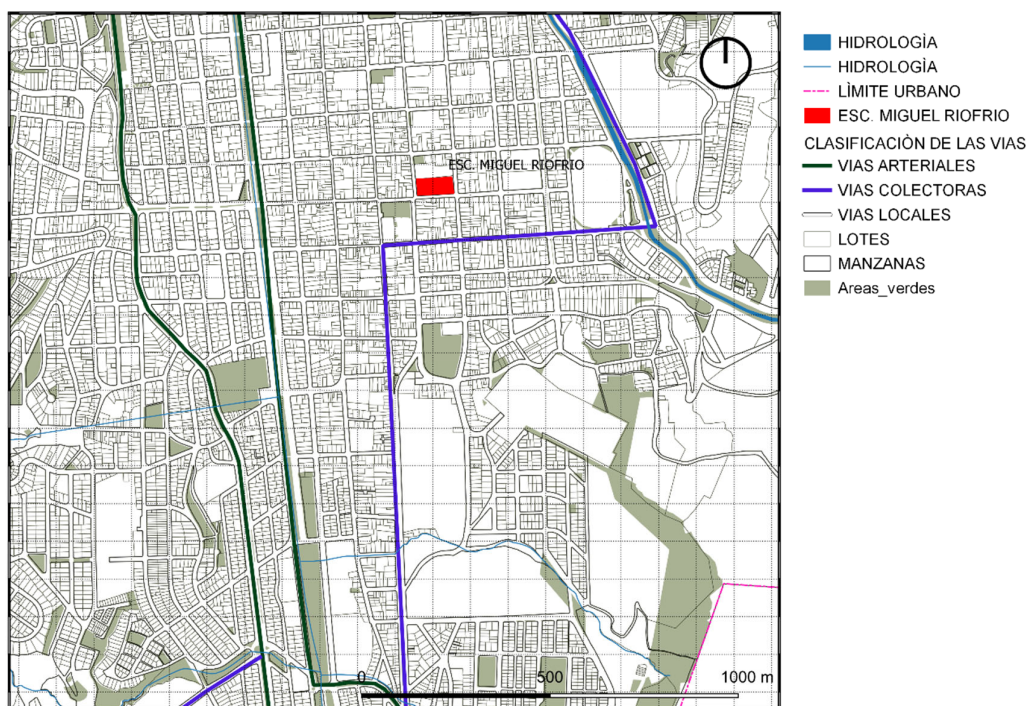 HIDROLOGÌA
HIDROLOGÌA
LÌMITE URBANO
ESC. MIGUEL RIOFRIO
CLASIFICACIÒN DE LAS VIAS
VIAS ARTERIALES
VIAS COLECTORAS
VIAS LOCALES
LOTES
MANZANAS
Areas_verdes
ESC. MIGUEL RIOFRIO
0 500 1000 m